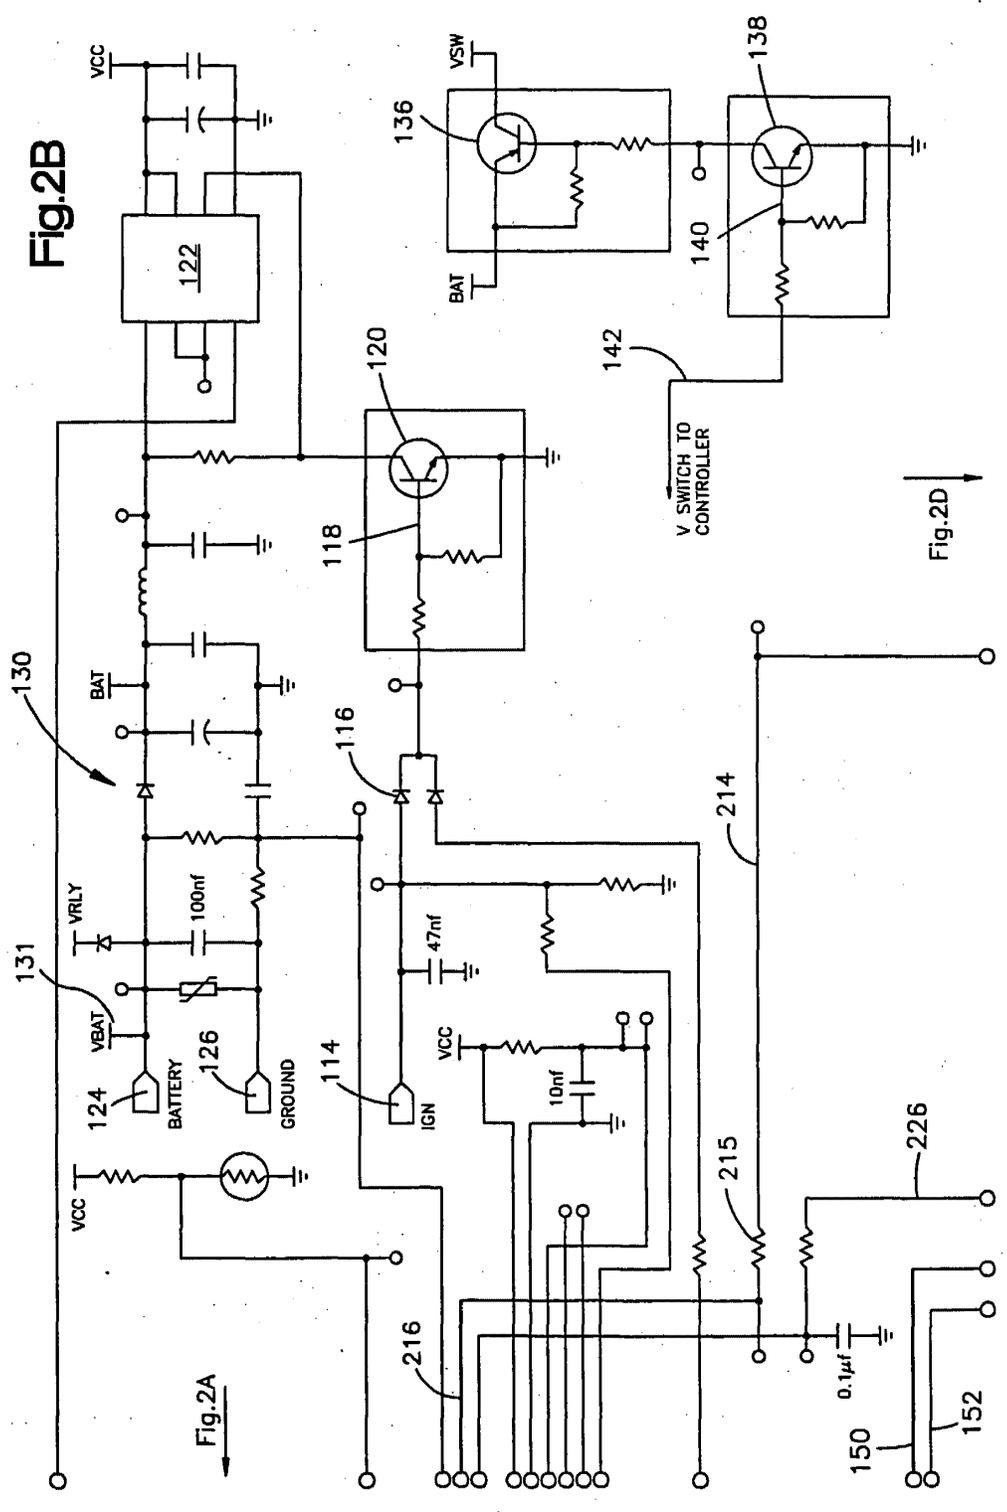 Fig.2B
VCC
122
136
VSW
BAT
138
140
142
V SWITCH TO
CONTROLLER
Fig.2D
120
118
130
BAT
116
VRLY
131
VBAT
100nf
124
BATTERY
126
GROUND
114
IGN
47nf
VCC
10nf
VCC
214
215
226
216
0.1µf
150
152
Fig.2A